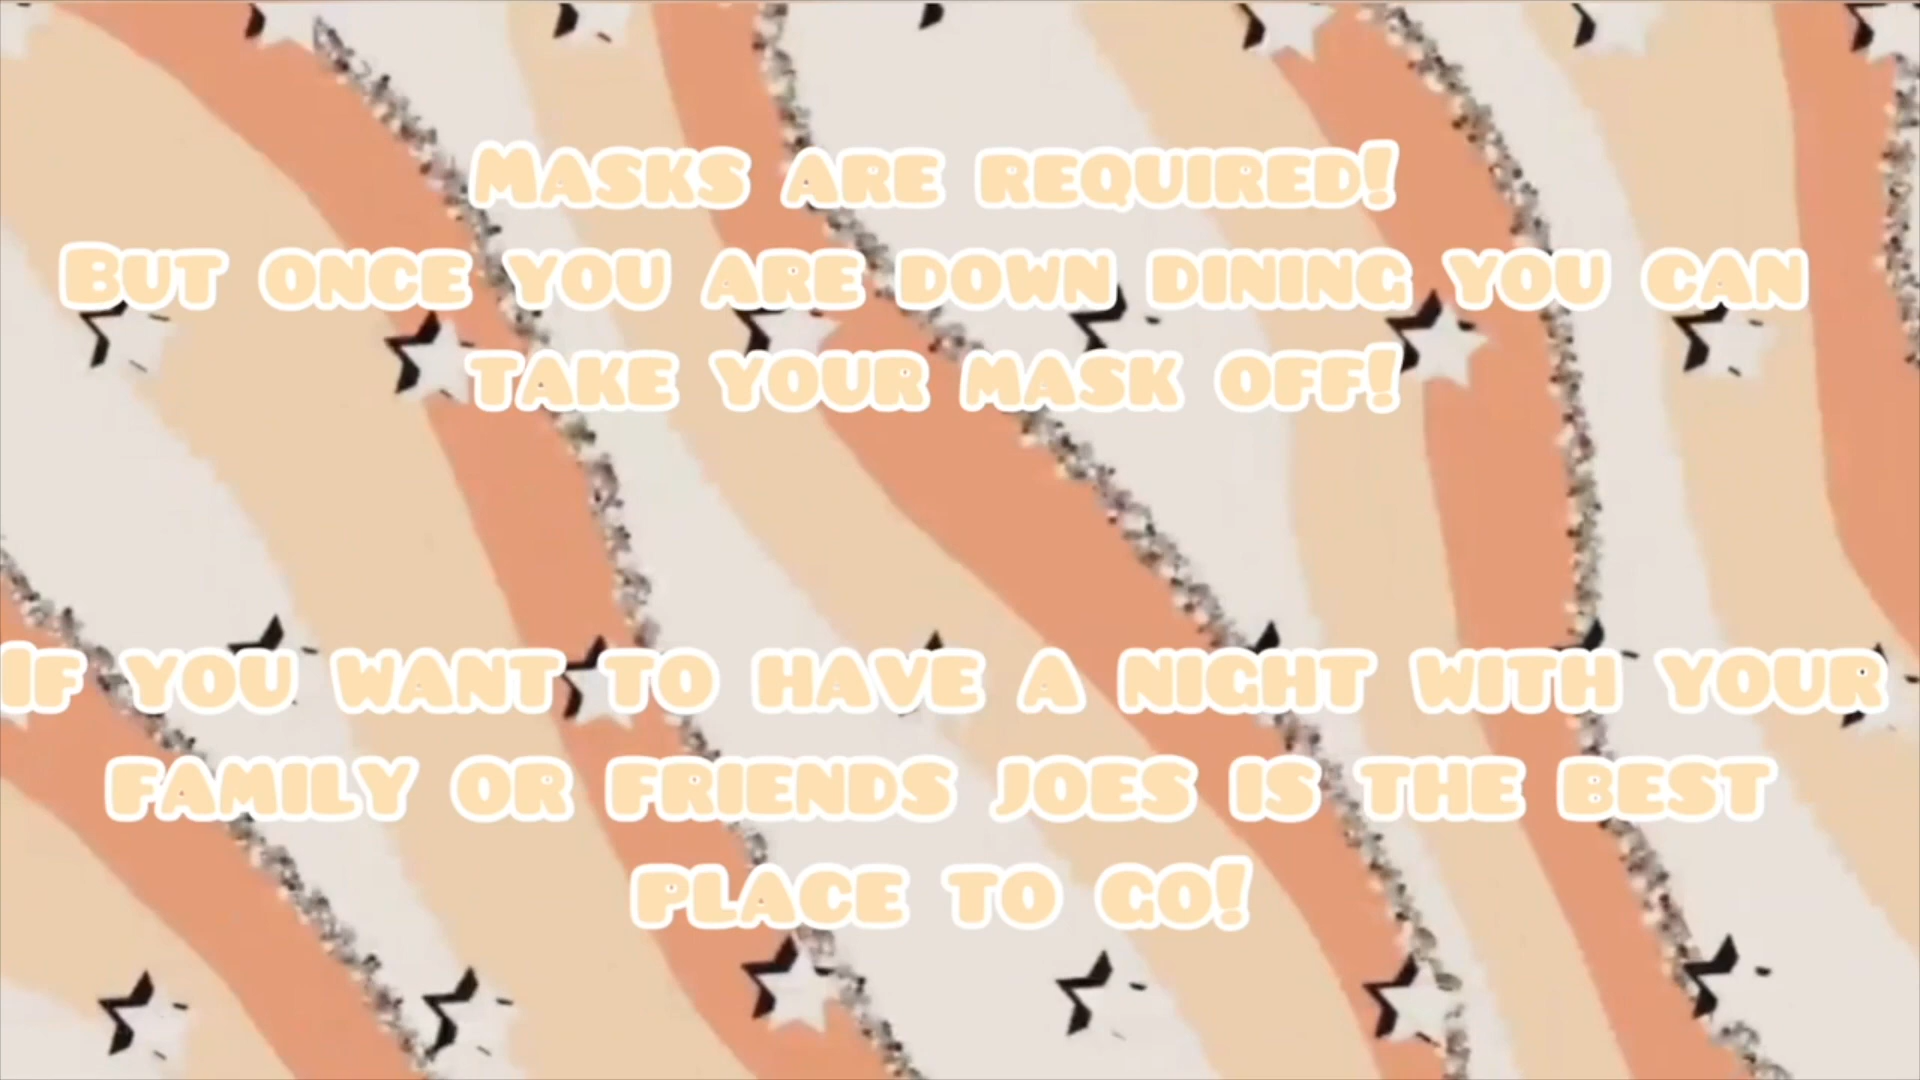 Masks are required!
But once you are down dining you can
take your mask off!
If you want to have a night with your
family or friends joes is the best
place to go!